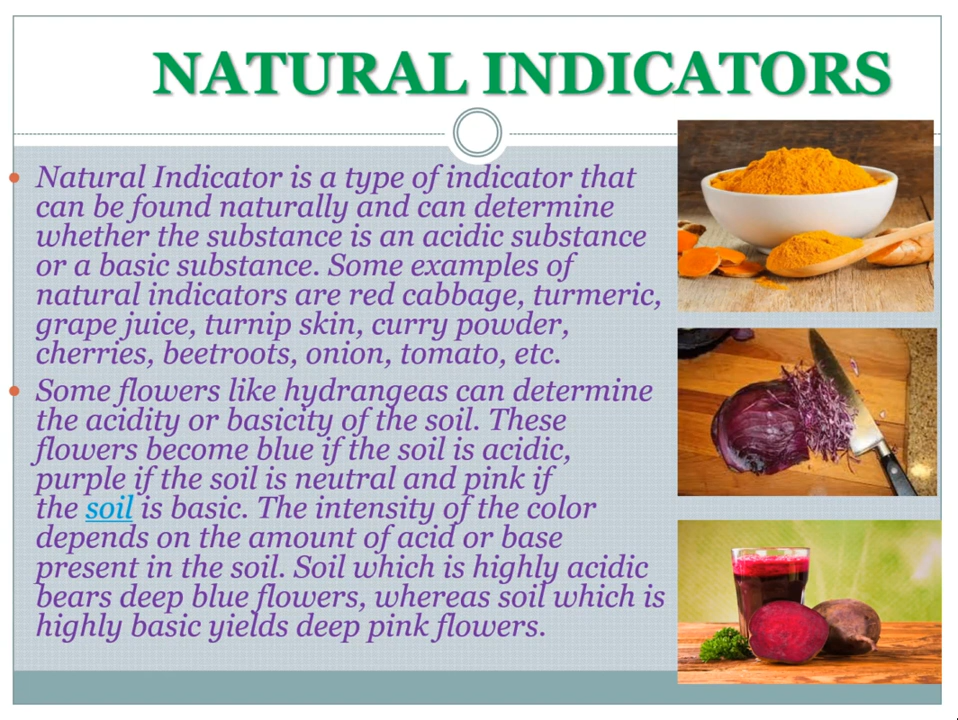 NATURAL INDICATORS
• Natural Indicator is a type of indicator that
can be found naturally and can determine
whether the substance is an acidic substance
or a basic substance. Some examples of
natural indicators are red cabbage, turmeric,
grape juice, turnip skin, curry powder,
cherries, beetroots, onion, tomato, etc.
• Some flowers like hydrangeas can determine
the acidity or basicity of the soil. These
flowers become blue if the soil is acidic,
purple if the soil is neutral and pink if
the soil is basic. The intensity of the color
depends on the amount of acid or base
present in the soil. Soil which is highly acidic
bears deep blue flowers, whereas soil which is
highly basic yields deep pink flowers.